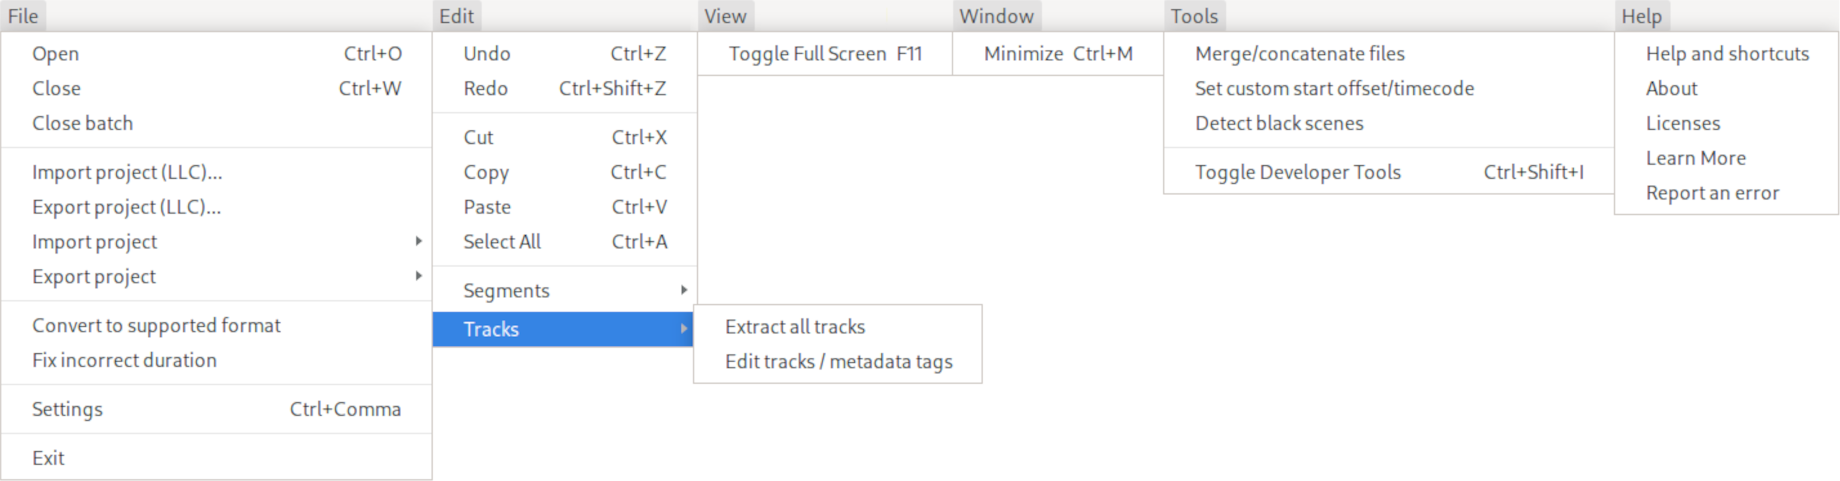 File Edit View Window Tools Help
Open Ctrl+O
Close Ctrl+W
Close batch
Import project (LLC)...
Export project (LLC)...
Import project
Export project
Convert to supported format
Fix incorrect duration
Settings Ctrl+Comma
Exit
Undo Ctrl+Z
Redo Ctrl+Shift+Z
Cut Ctrl+X
Copy Ctrl+C
Paste Ctrl+V
Select All Ctrl+A
Segments
Tracks
Extract all tracks
Edit tracks / metadata tags
Toggle Full Screen F11
Minimize Ctrl+M
Merge/concatenate files
Set custom start offset/timecode
Detect black scenes
Toggle Developer Tools Ctrl+Shift+I
Help and shortcuts
About
Licenses
Learn More
Report an error